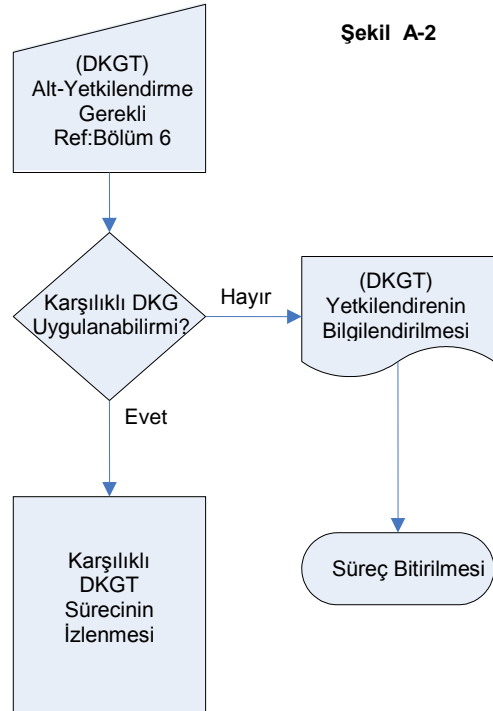 Şekil A-2
(DKGT)
Alt-Yetkilendirme
Gerekli
Ref:Bölüm 6
Karşılıklı DKG
Uygulanabilirmi?
Hayır
(DKGT)
Yetkilendirenin
Bilgilendirilmesi
Evet
Karşılıklı
DKGT
Sürecinin
İzlenmesi
Süreç Bitirilmesi